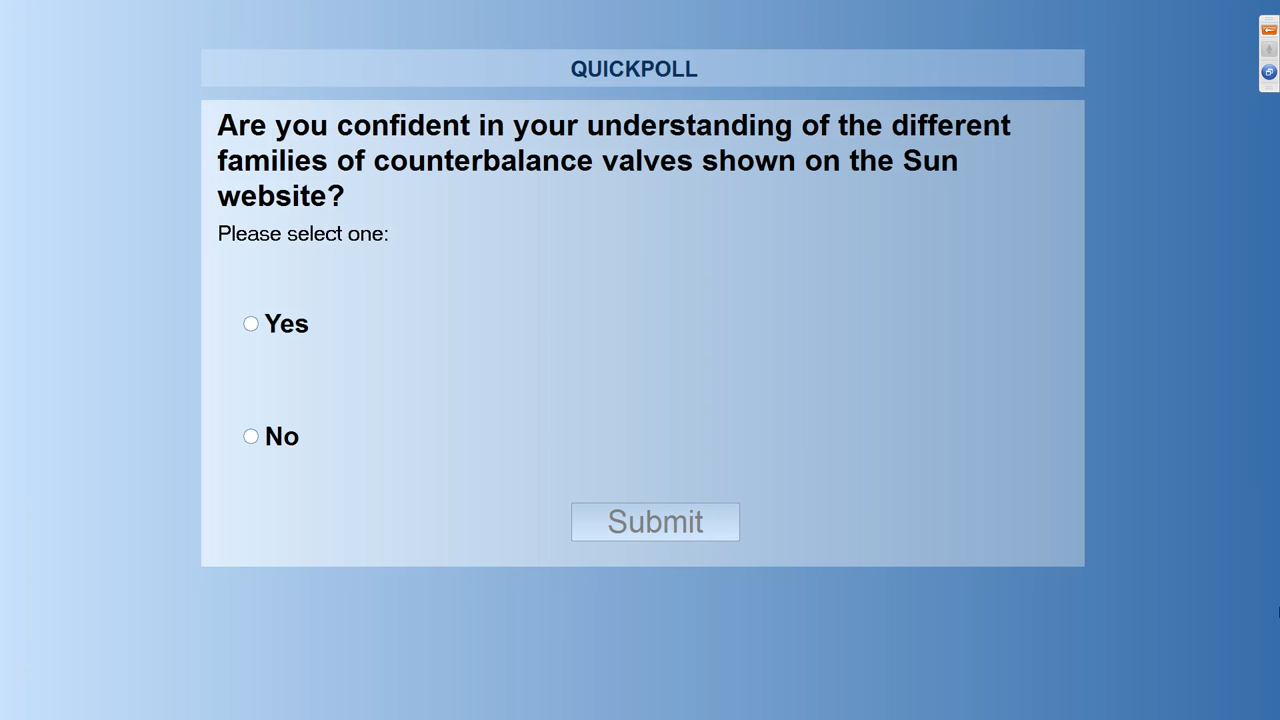 QUICKPOLL
Are you confident in your understanding of the different
families of counterbalance valves shown on the Sun
website?
Please select one:
Yes
No
Submit